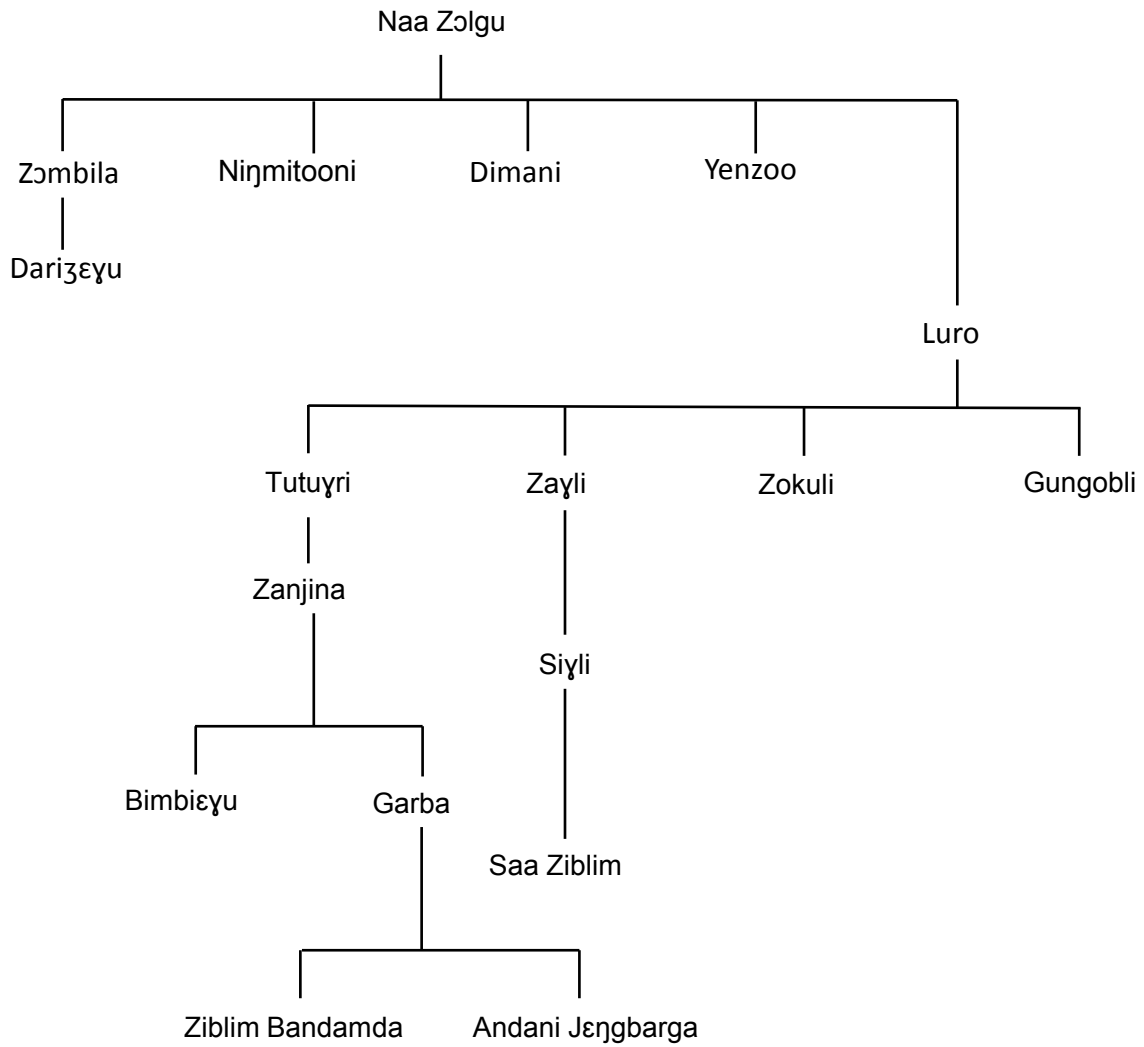 Naa Zɔlgu
Zɔmbila
Niŋmitooni
Dimani
Yenzoo
Dariʒɛɣu
Luro
Tutuɣri
Zaɣli
Zokuli
Gungobli
Zanjina
Siɣli
Bimbiɛɣu
Garba
Saa Ziblim
Ziblim Bandamda
Andani Jɛŋgbarga